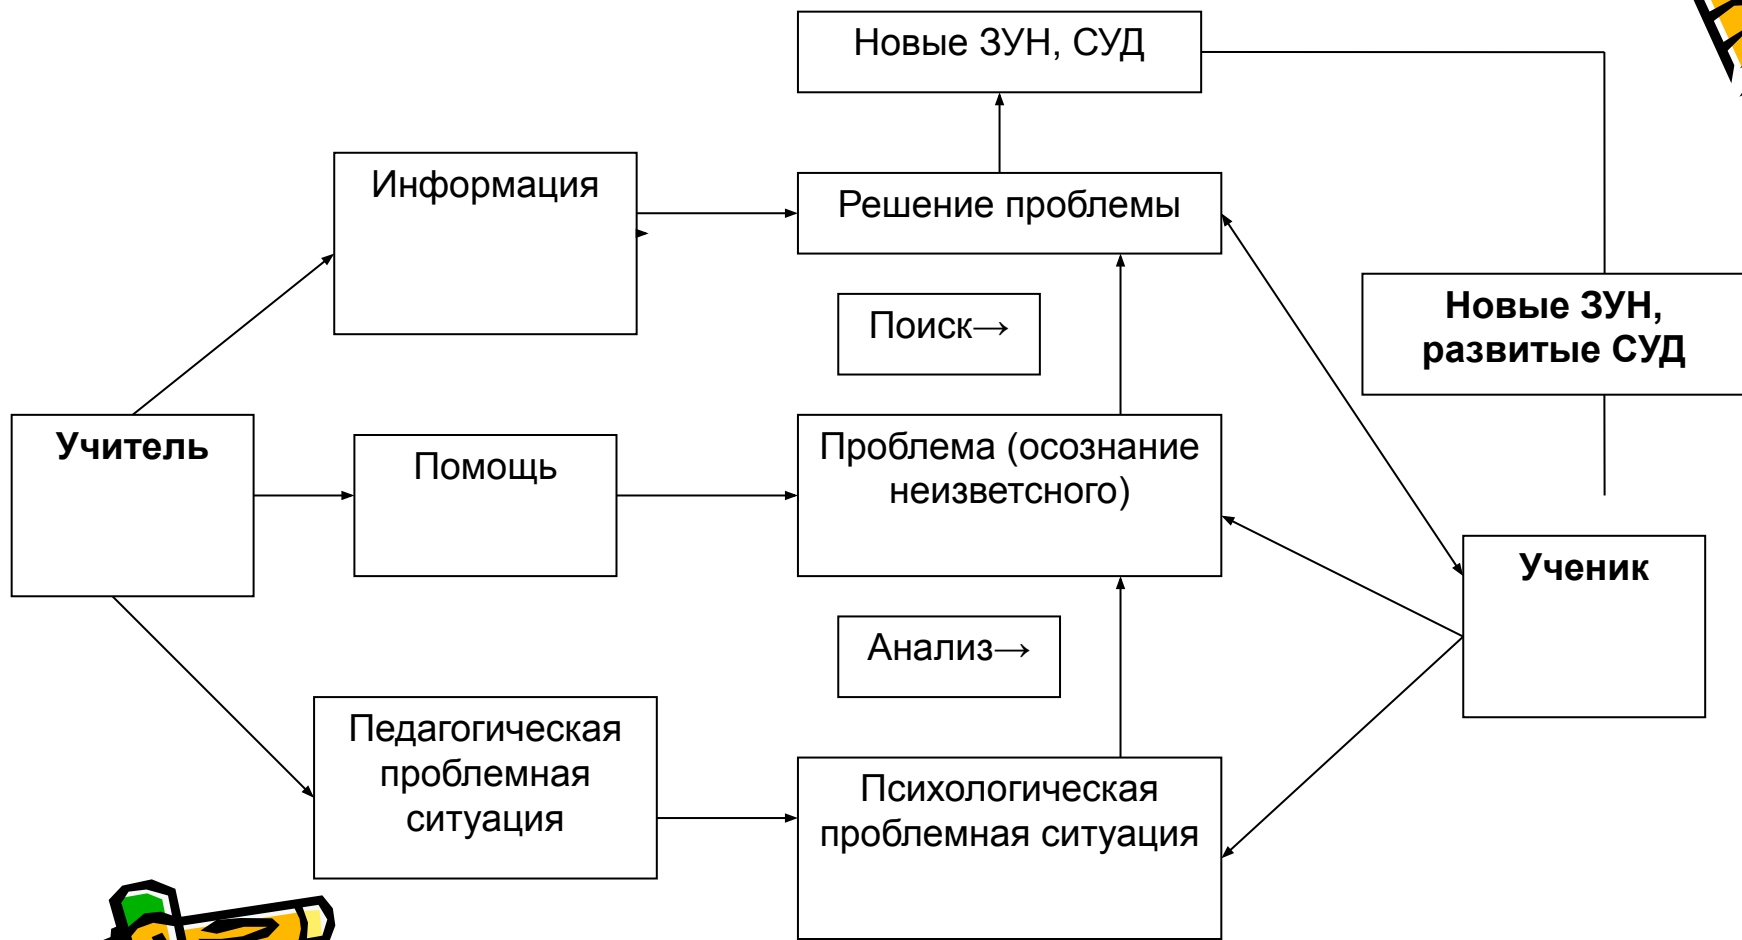 Новые ЗУН, СУД
Информация
Решение проблемы
Поиск→
Новые ЗУН,
развитые СУД
Учитель
Помощь
Проблема (осознание
неизветсного)
Ученик
Анализ→
Педагогическая
проблемная
ситуация
Психологическая
проблемная ситуация